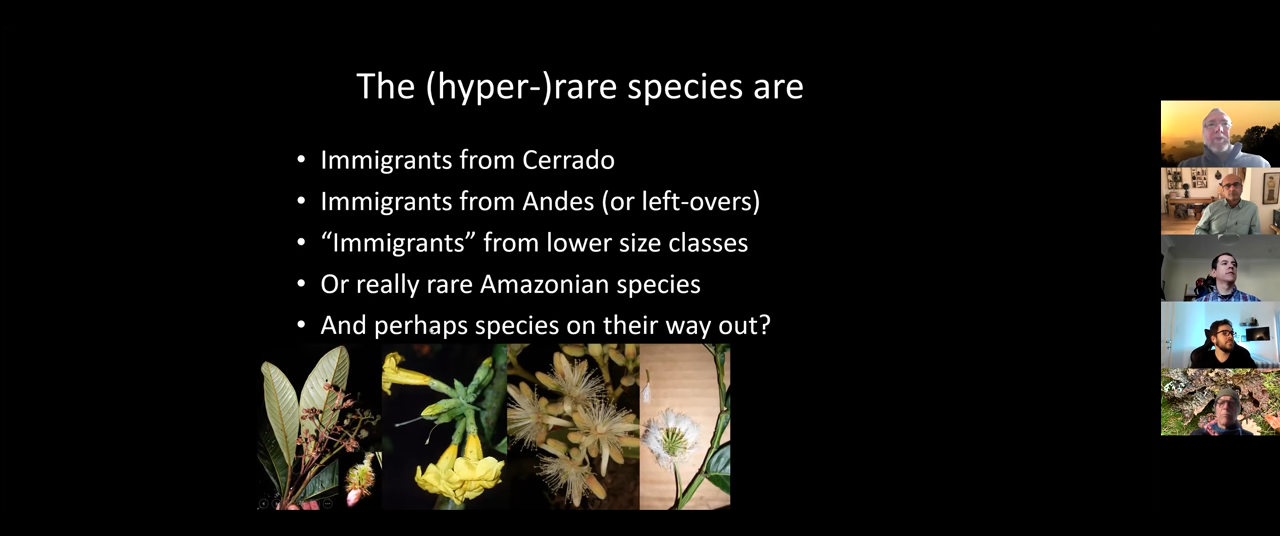 The (hyper-)rare species are
• Immigrants from Cerrado
• Immigrants from Andes (or left-overs)
• “Immigrants” from lower size classes
• Or really rare Amazonian species
• And perhaps species on their way out?